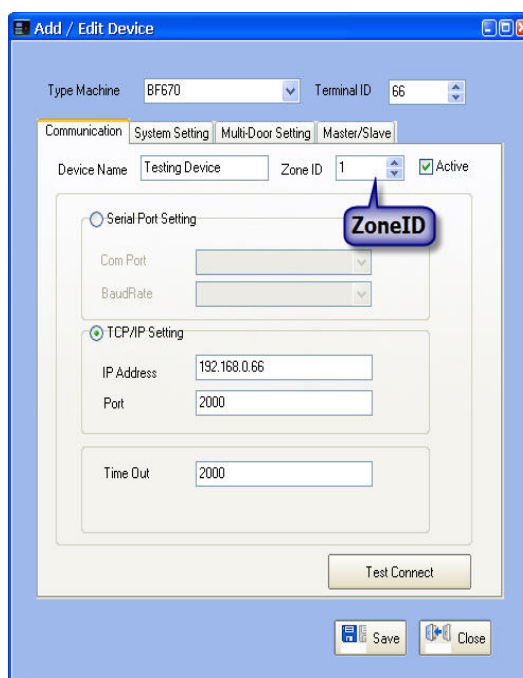 Add / Edit Device
Type Machine BF670 Terminal ID 66
Communication System Setting Multi-Door Setting Master/Slave
Device Name Testing Device Zone ID 1 Active
ZoneID
Serial Port Setting
Com Port
BaudRate
TCP/IP Setting
IP Address 192.168.0.66
Port 2000
Time Out 2000
Test Connect
Save Close